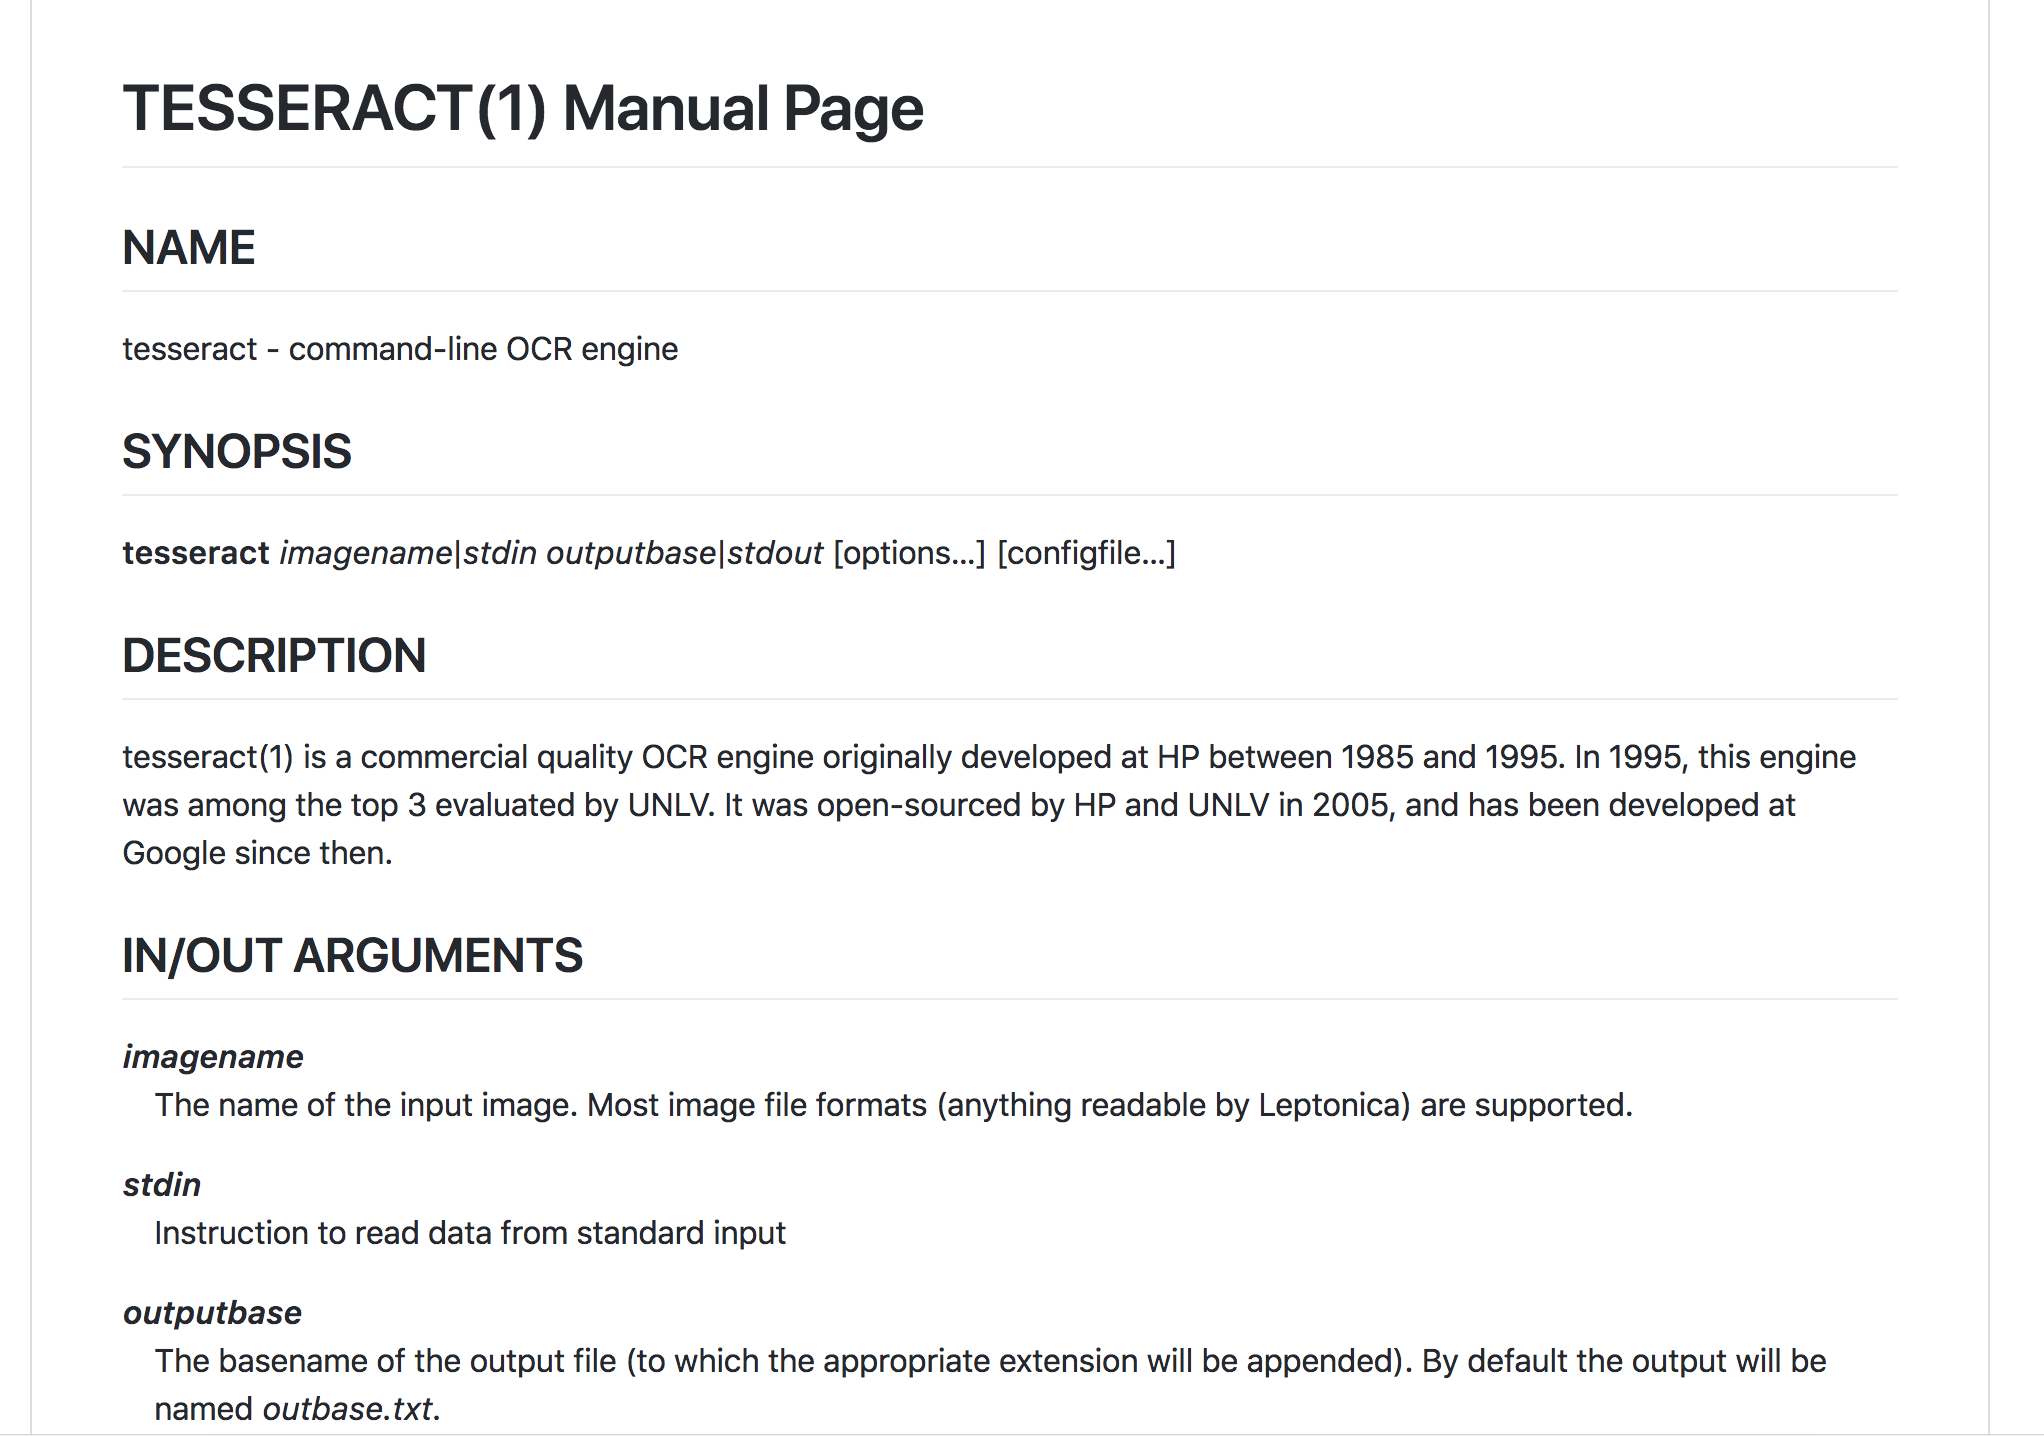 TESSERACT(1) Manual Page
NAME
tesseract - command-line OCR engine
SYNOPSIS
tesseract imagename|stdin outputbase|stdout [options...] [configfile...]
DESCRIPTION
tesseract(1) is a commercial quality OCR engine originally developed at HP between 1985 and 1995. In 1995, this engine
was among the top 3 evaluated by UNLV. It was open-sourced by HP and UNLV in 2005, and has been developed at
Google since then.
IN/OUT ARGUMENTS
imagename
The name of the input image. Most image file formats (anything readable by Leptonica) are supported.
stdin
Instruction to read data from standard input
outputbase
The basename of the output file (to which the appropriate extension will be appended). By default the output will be
named outbase.txt.